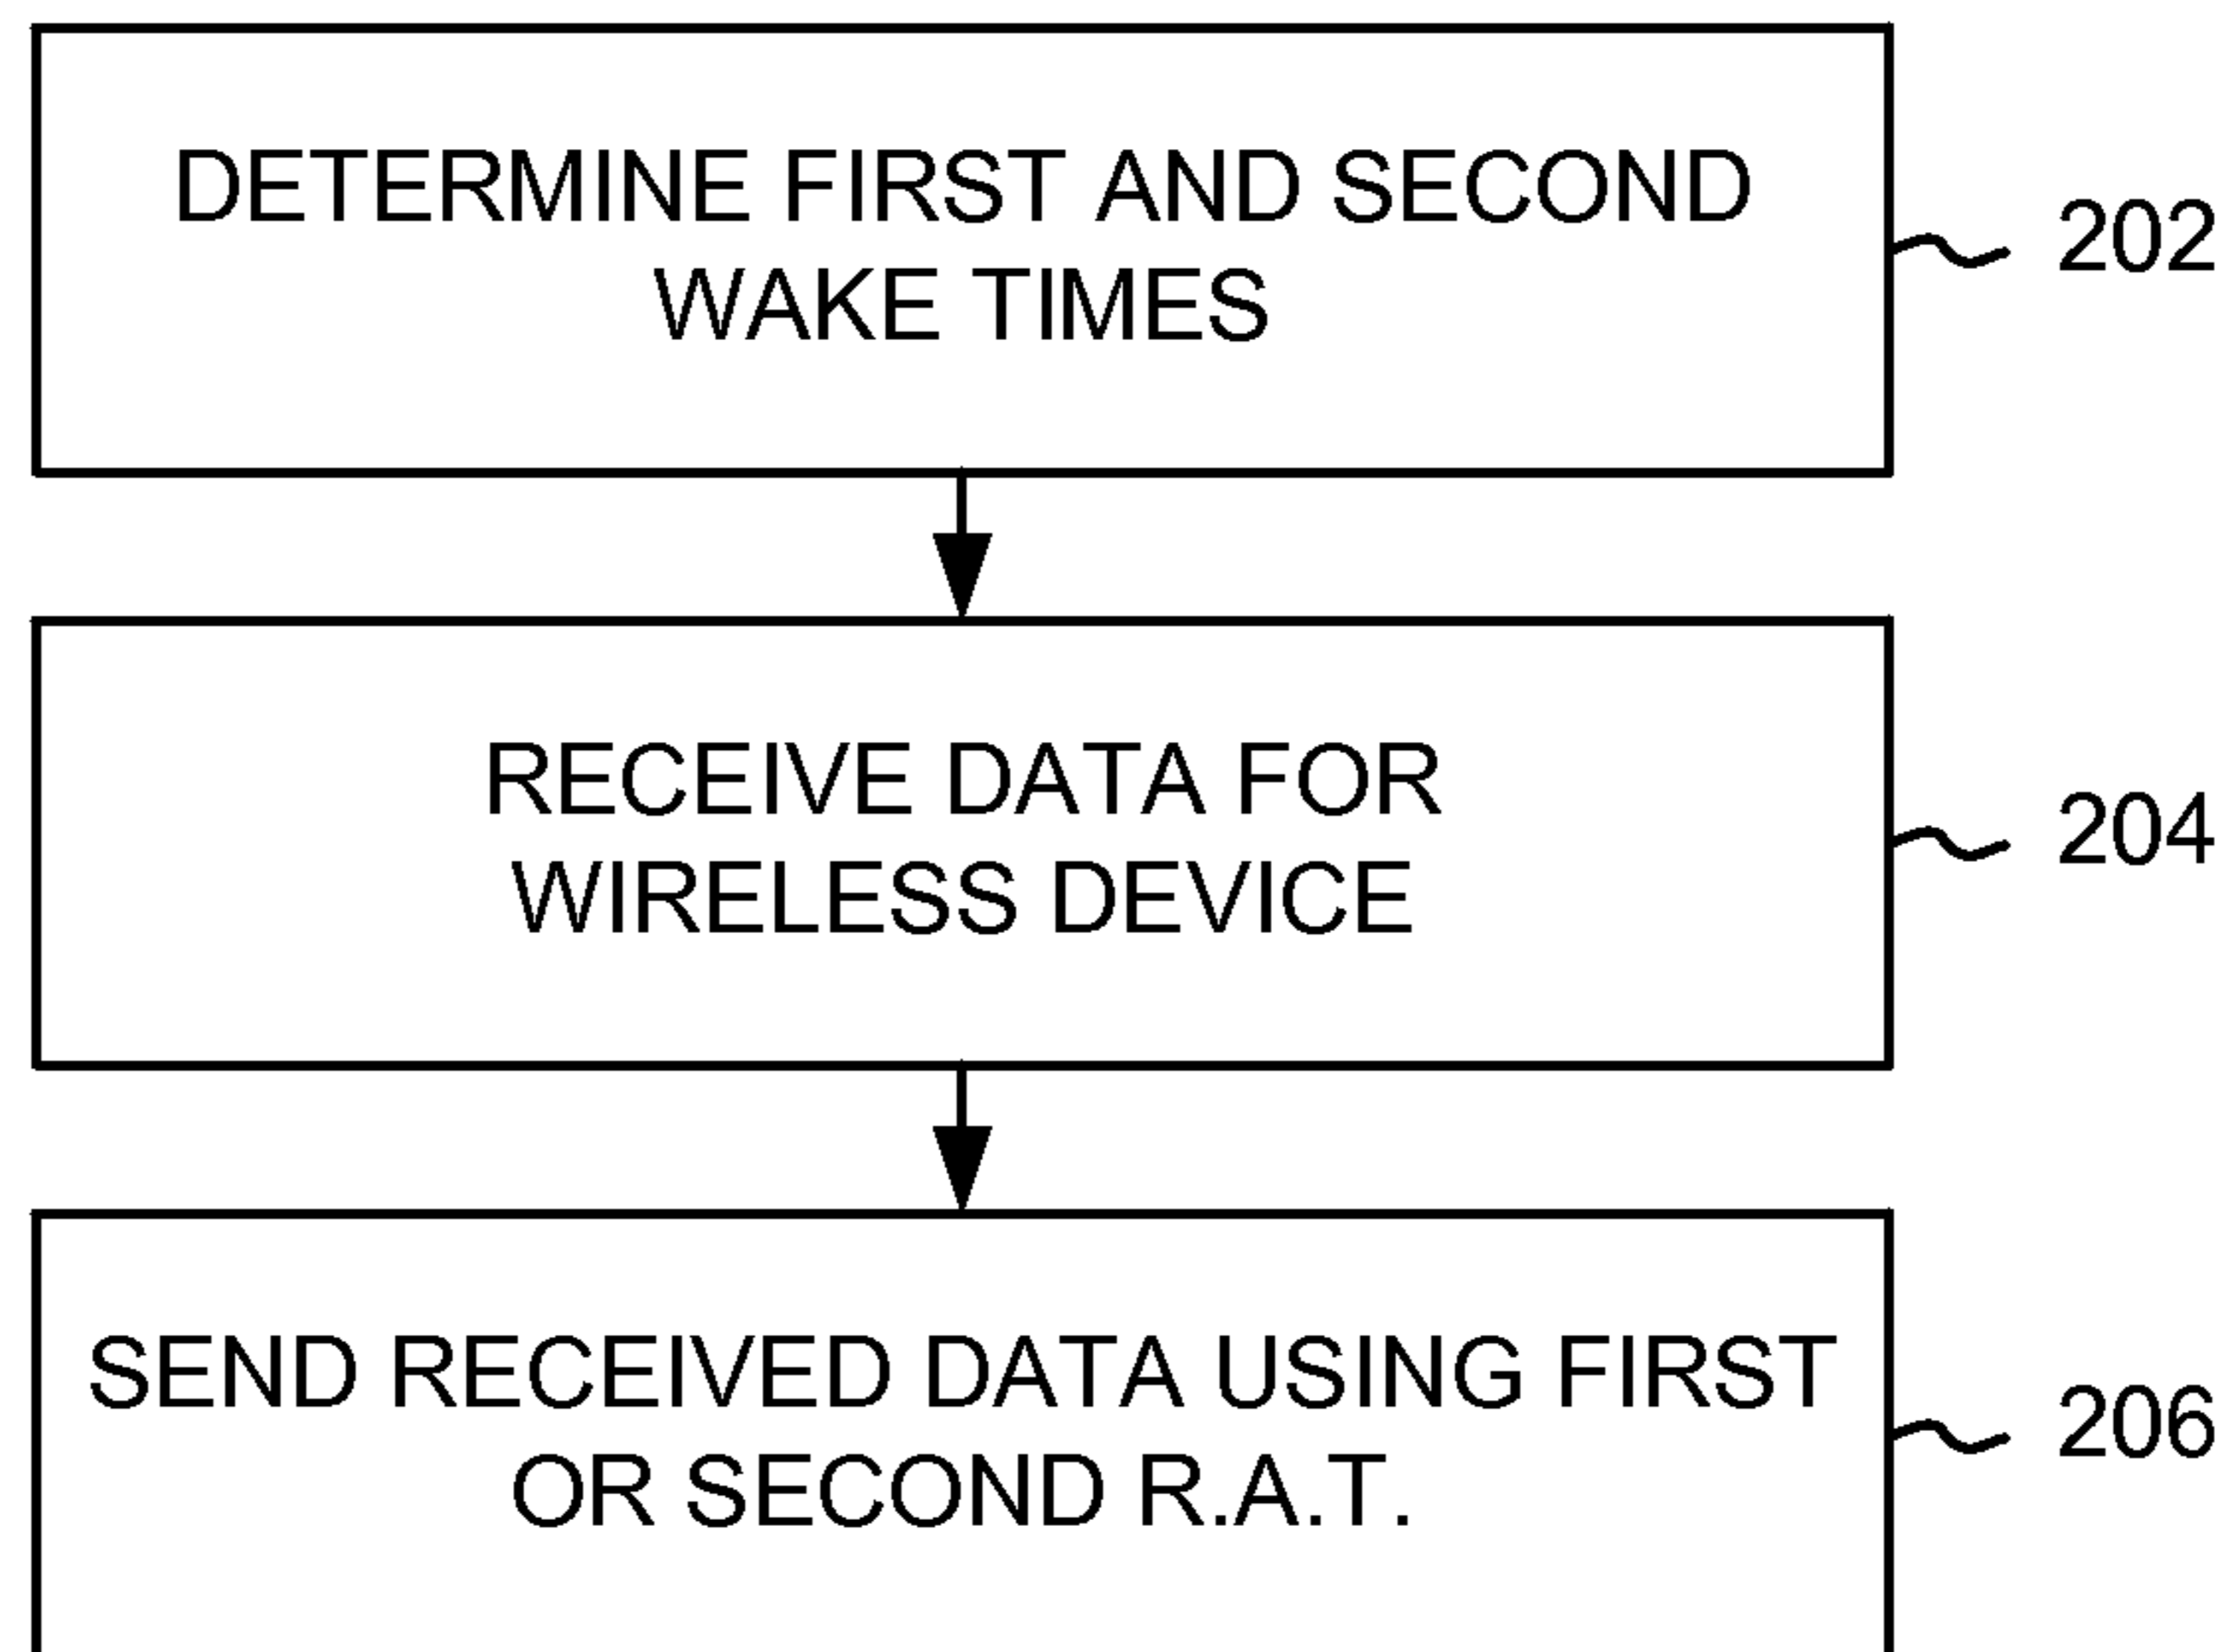 DETERMINE FIRST AND SECOND
WAKE TIMES
202
RECEIVE DATA FOR
WIRELESS DEVICE
204
SEND RECEIVED DATA USING FIRST
OR SECOND R.A.T.
206